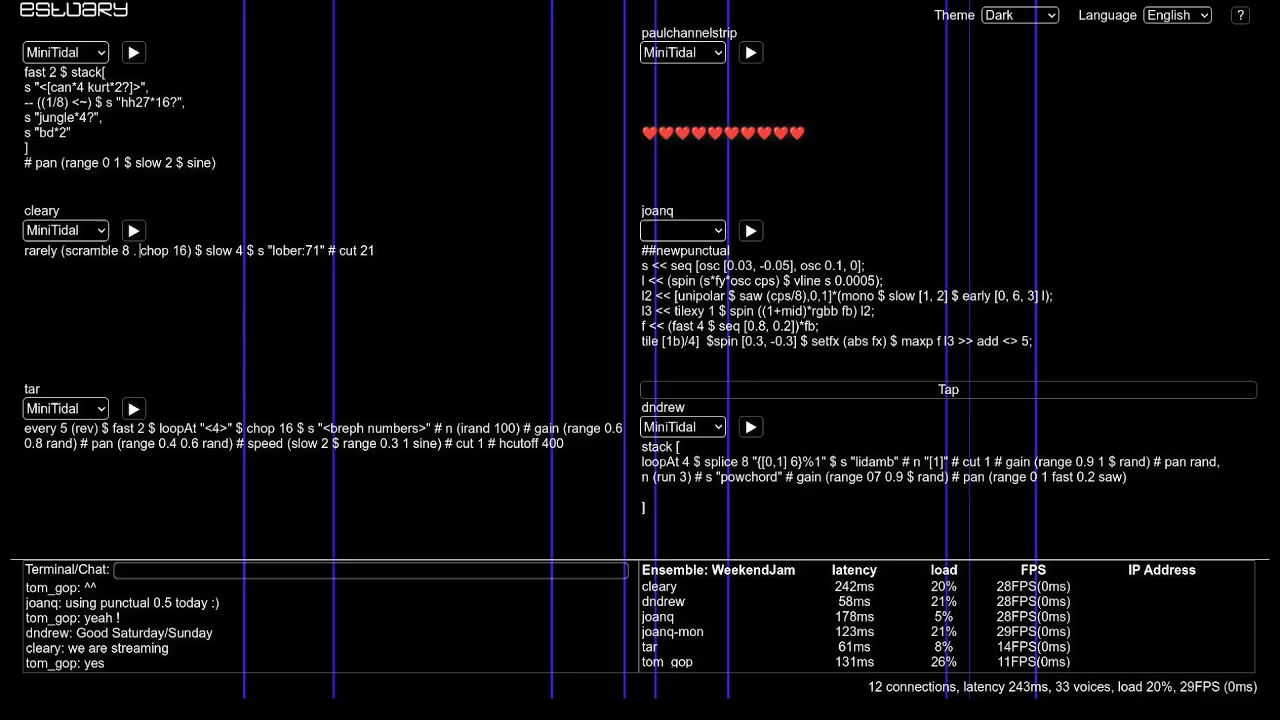 estuary
Theme Dark Language English ?
MiniTidal
fast 2 $ stack[
s "<[can*4 kurt*2?]>",
-- ((1/8) <~) $ s "hh27*16?",
s "jungle*4?",
s "bd*2"
]
# pan (range 0 1 $ slow 2 $ sine)
paulchannelstrip
MiniTidal
❤️❤️❤️❤️❤️❤️❤️❤️❤️❤️
cleary
MiniTidal
rarely (scramble 8 . chop 16) $ slow 4 $ s "lober:71" # cut 21
joanq
##newpunctual
s << seq [osc [0.03, -0.05], osc 0.1, 0];
l << (spin (s*fy*osc cps) $ vline s 0.0005);
l2 << [unipolar $ saw (cps/8),0,1]*(mono $ slow [1, 2] $ early [0, 6, 3] l);
l3 << tilexy 1 $ spin ((1+mid)*rgbb fb) l2;
f << (fast 4 $ seq [0.8, 0.2])*fb;
tile [1b)/4]  $spin [0.3, -0.3] $ setfx (abs fx) $ maxp f l3 >> add <> 5;
tar
MiniTidal
every 5 (rev) $ fast 2 $ loopAt "<4>" $ chop 16 $ s "<breph numbers>" # n (irand 100) # gain (range 0.6
0.8 rand) # pan (range 0.4 0.6 rand) # speed (slow 2 $ range 0.3 1 sine) # cut 1 # hcutoff 400
Tap
dndrew
MiniTidal
stack [
loopAt 4 $ splice 8 "{[0,1] 6}%1" $ s "lidamb" # n "[1]" # cut 1 # gain (range 0.9 1 $ rand) # pan rand,
n (run 3) # s "powchord" # gain (range 07 0.9 $ rand) # pan (range 0 1 fast 0.2 saw)
]
Terminal/Chat:
tom_gop: ^^
joanq: using punctual 0.5 today :)
tom_gop: yeah !
dndrew: Good Saturday/Sunday
cleary: we are streaming
tom_gop: yes
Ensemble: WeekendJam latency load FPS IP Address
cleary 242ms 20% 28FPS(0ms)
dndrew 58ms 21% 28FPS(0ms)
joanq 178ms 5% 28FPS(0ms)
joanq-mon 123ms 21% 29FPS(0ms)
tar 61ms 8% 14FPS(0ms)
tom_gop 131ms 26% 11FPS(0ms)
12 connections, latency 243ms, 33 voices, load 20%, 29FPS (0ms)